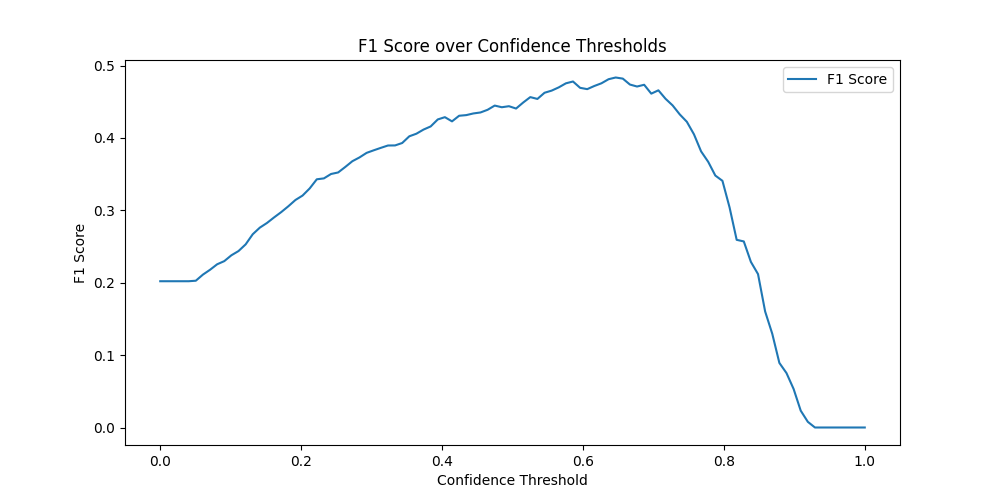 F1 Score over Confidence Thresholds
F1 Score
0.5
0.4
0.3
0.2
0.1
0.0
F1 Score
0.0 0.2 0.4 0.6 0.8 1.0
Confidence Threshold